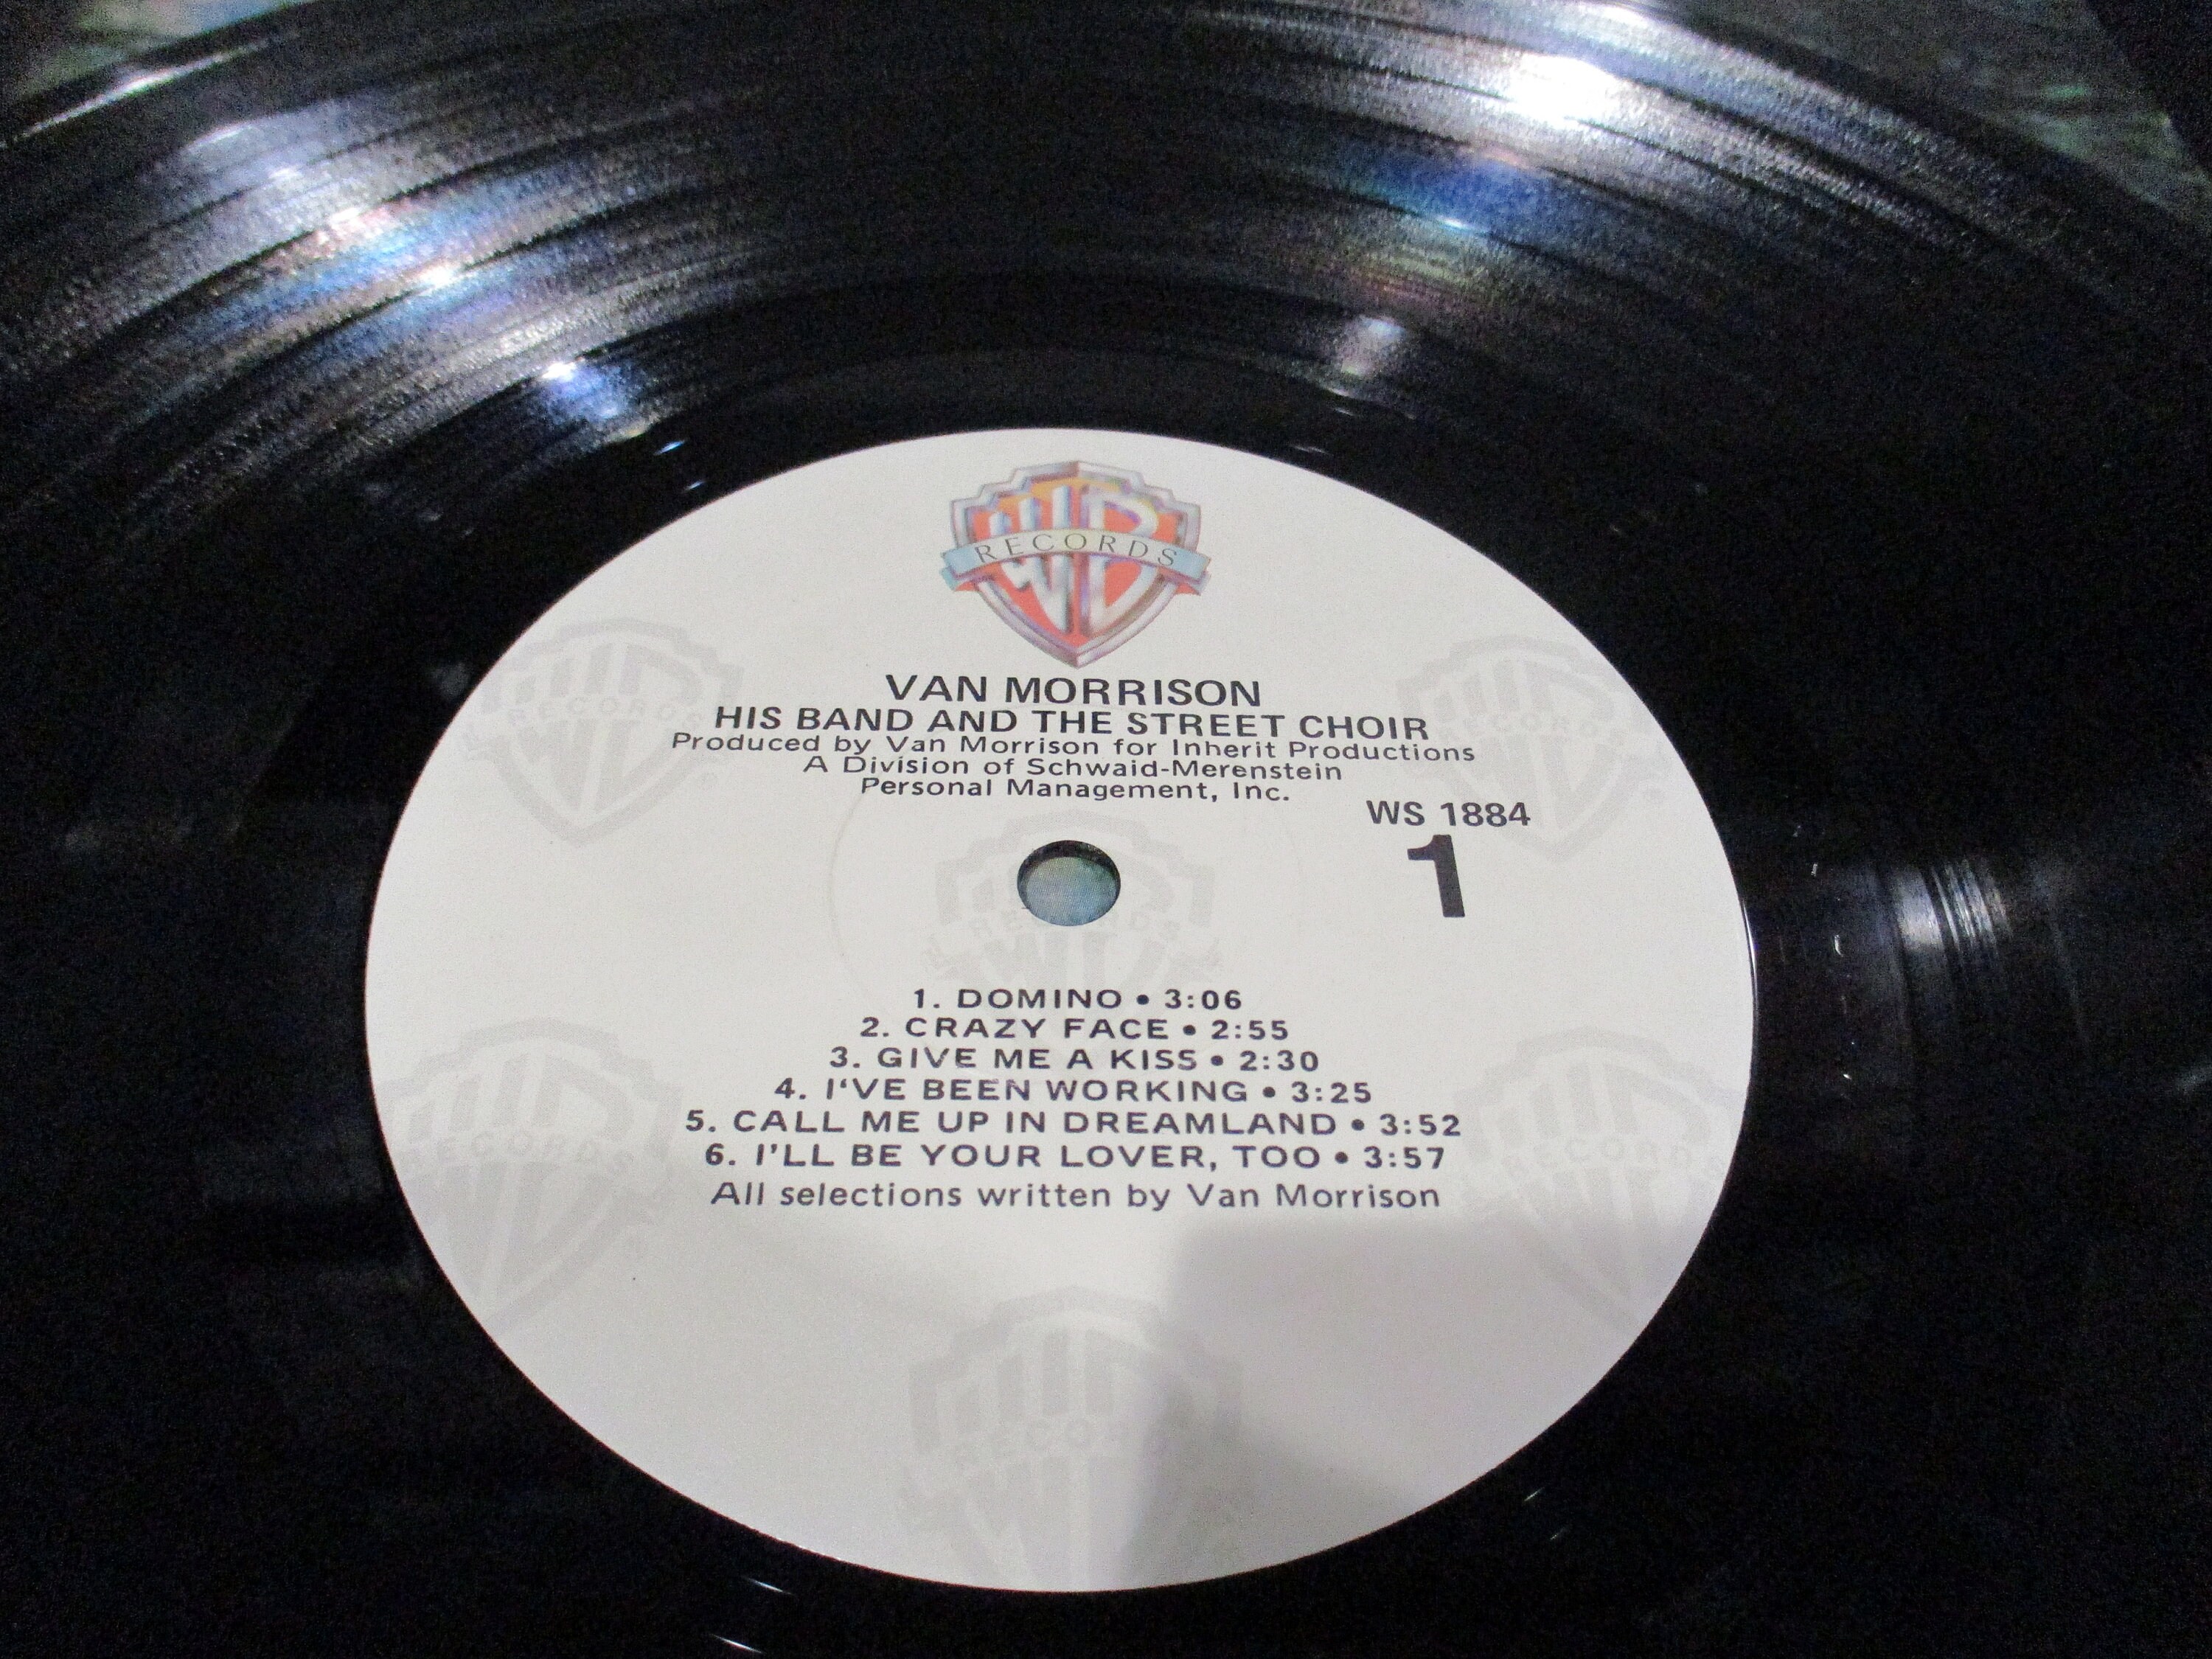 WB
RECORDS
VAN MORRISON
HIS BAND AND THE STREET CHOIR
Produced by Van Morrison for Inherit Productions
A Division of Schwaid-Merenstein
Personal Management, Inc.
WS 1884
1
1. DOMINO • 3:06
2. CRAZY FACE • 2:55
3. GIVE ME A KISS • 2:30
4. I'VE BEEN WORKING • 3:25
5. CALL ME UP IN DREAMLAND • 3:52
6. I'LL BE YOUR LOVER, TOO • 3:57
All selections written by Van Morrison